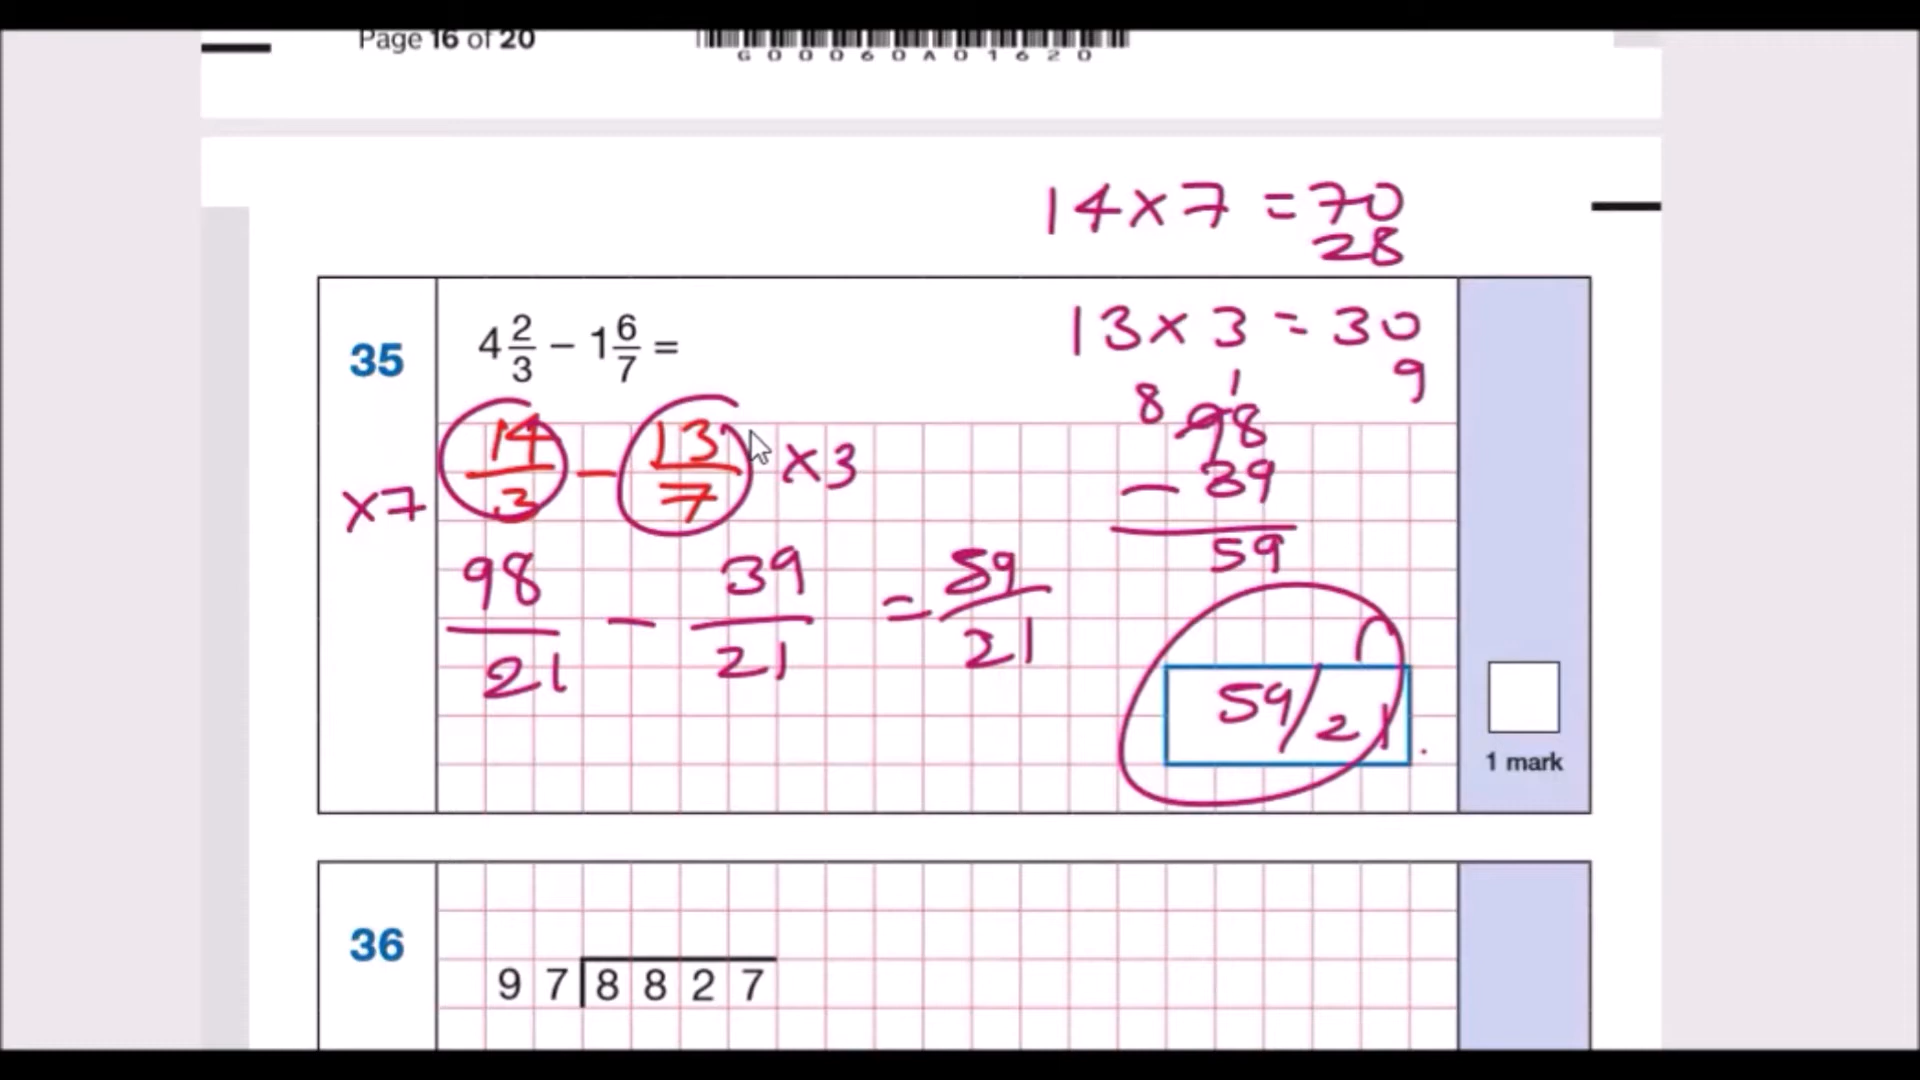 Page 16 of 20
G00060A01620
14 x 7 = 70
28
35
4 2/3 − 1 6/7 =
13 x 3 = 30
9
14/3 − 13/7 x3
x7
8 1
98
− 39
59
98/21 − 39/21 = 59/21
59/21
1 mark
36
97 8827